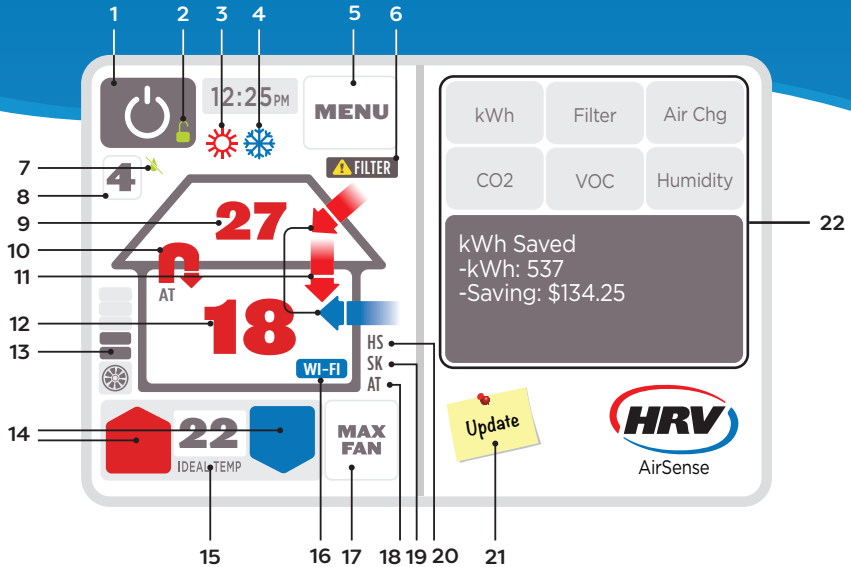 1 2 3 4 5 6
12:25 PM
MENU
kWh Filter Air Chg
7
4
FILTER
8
CO2 VOC Humidity
9
27
22
10
kWh Saved
-kWh: 537
-Saving: $134.25
11
AT
12
18
HS
13
SK
WI-FI
AT
14
22
IDEAL TEMP
MAX
FAN
Update
HRV
AirSense
15 16 17 18 19 20 21